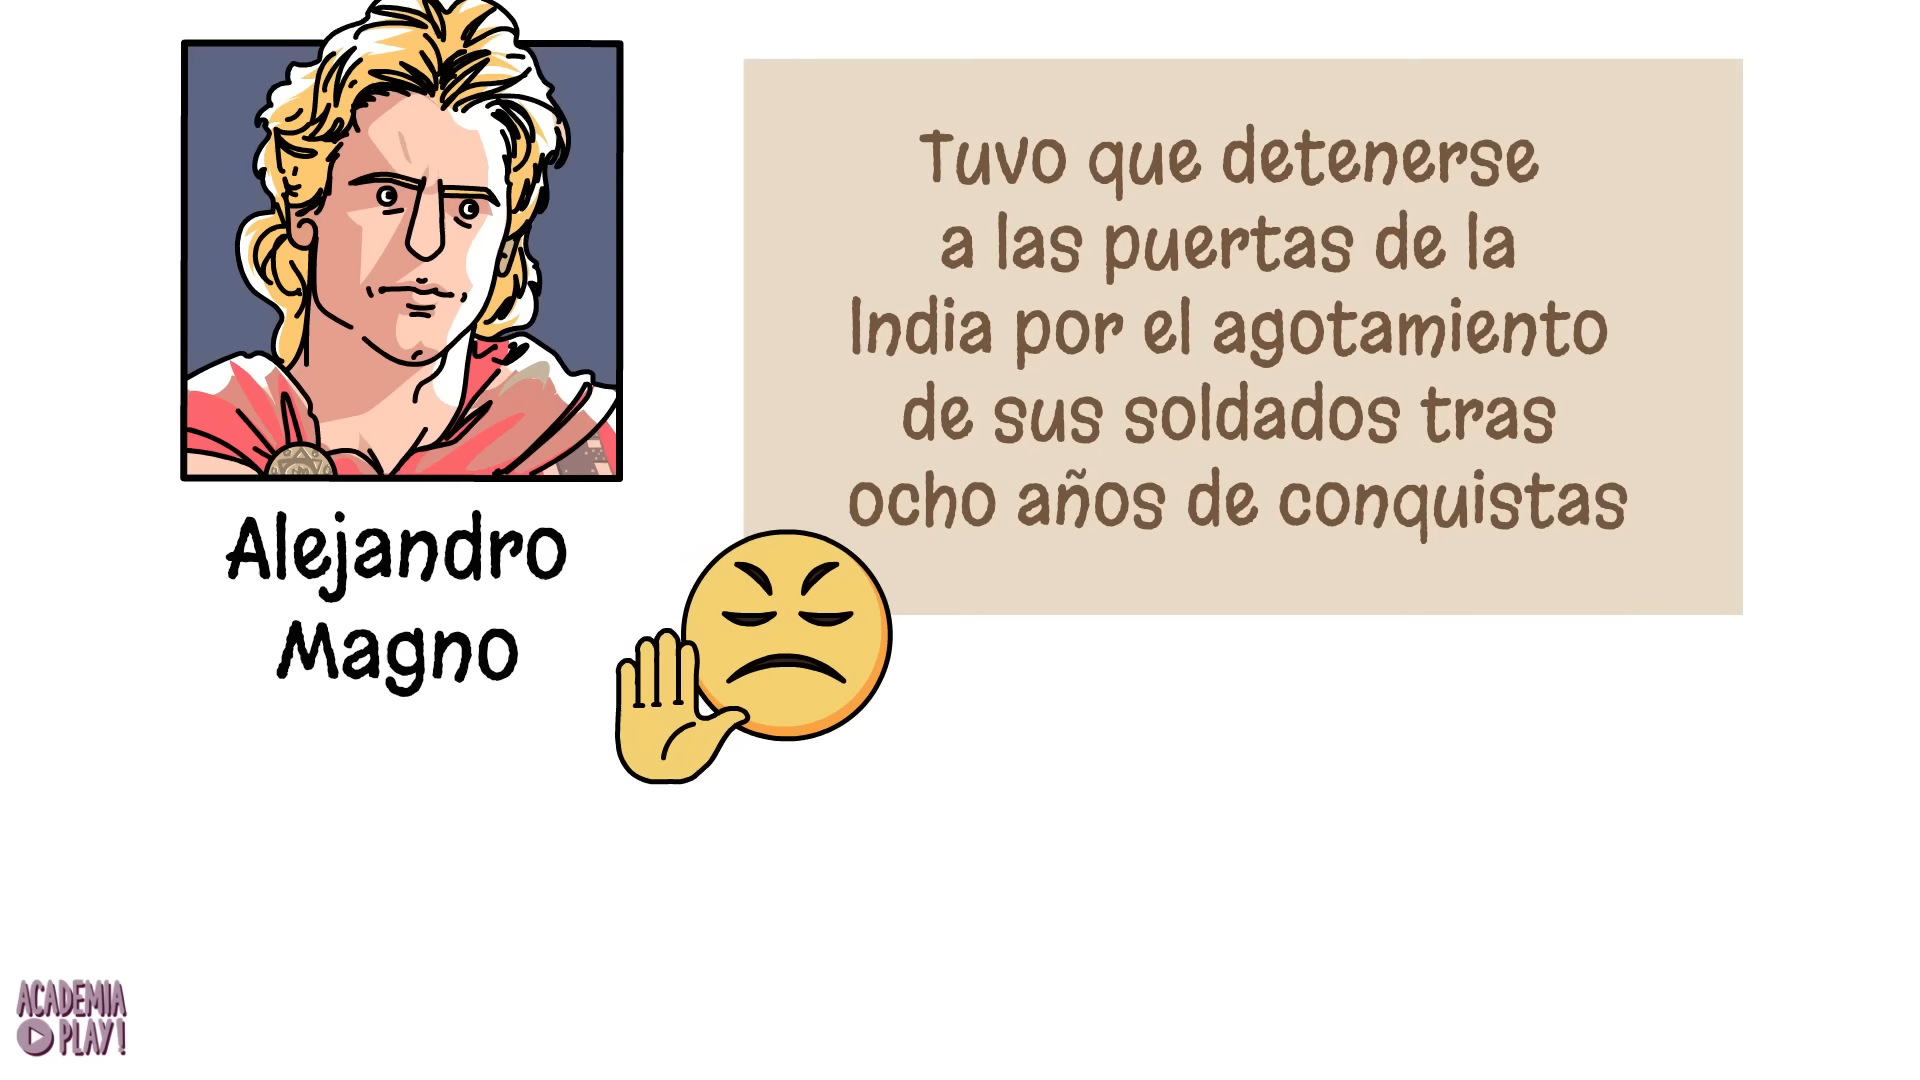 Tuvo que detenerse
a las puertas de la
India por el agotamiento
de sus soldados tras
ocho años de conquistas
Alejandro
Magno
ACADEMIA
PLAY!